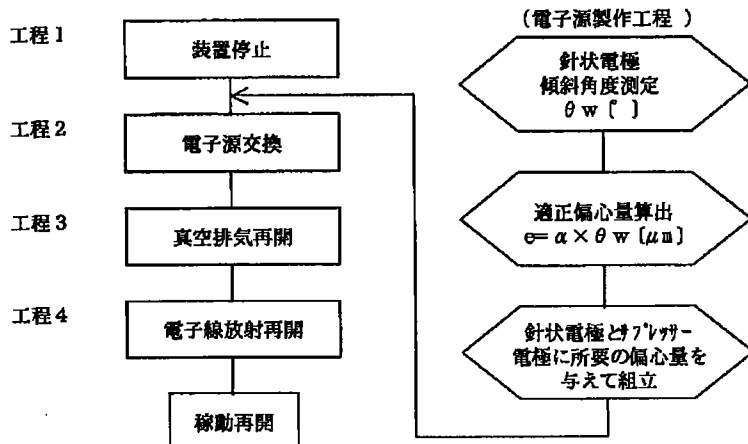 工程1
装置停止
工程2
電子源交換
工程3
真空排気再開
工程4
電子線放射再開
稼動再開
(電子源製作工程)
針状電極
傾斜角度測定
θw[°]
適正偏心量算出
e=α×θw[μm]
針状電極とｻﾌﾟﾚｯｻｰ
電極に所要の偏心量を
与えて組立